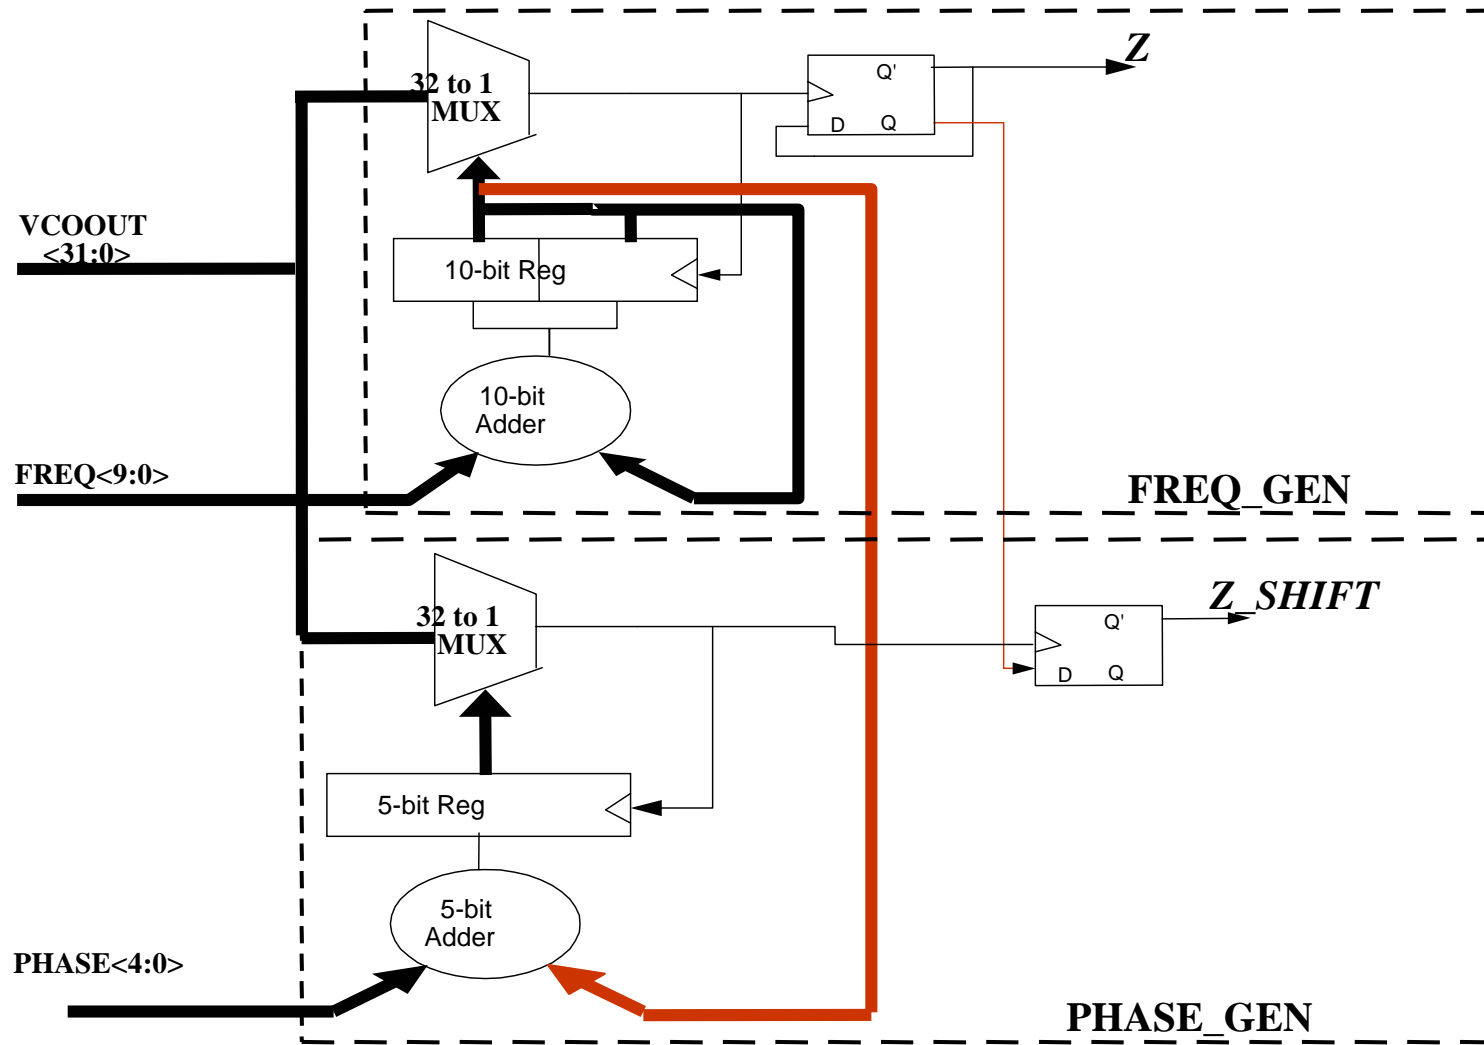 Z
Q'
32 to 1
MUX
D Q
VCOOUT
<31:0>
10-bit Reg
10-bit
Adder
FREQ<9:0>
FREQ_GEN
Z_SHIFT
32 to 1
MUX
Q'
D Q
5-bit Reg
5-bit
Adder
PHASE<4:0>
PHASE_GEN